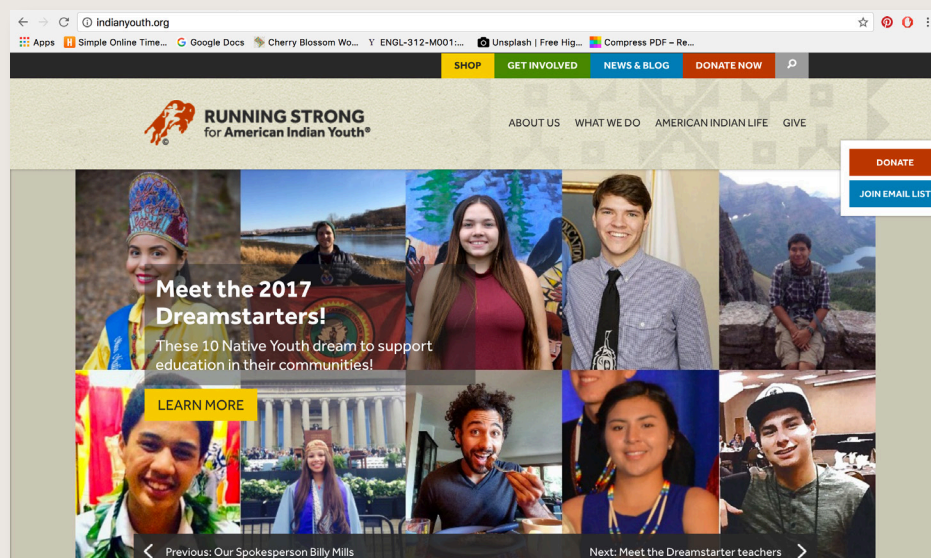 indianyouth.org
Apps Simple Online Time... Google Docs Cherry Blossom Wo... ENGL-312-M001:... Unsplash | Free Hig... Compress PDF – Re...
SHOP GET INVOLVED NEWS & BLOG DONATE NOW
RUNNING STRONG
for American Indian Youth®
ABOUT US WHAT WE DO AMERICAN INDIAN LIFE GIVE
DONATE
JOIN EMAIL LIST
Meet the 2017
Dreamstarters!
These 10 Native Youth dream to support
education in their communities!
LEARN MORE
Previous: Our Spokesperson Billy Mills
Next: Meet the Dreamstarter teachers